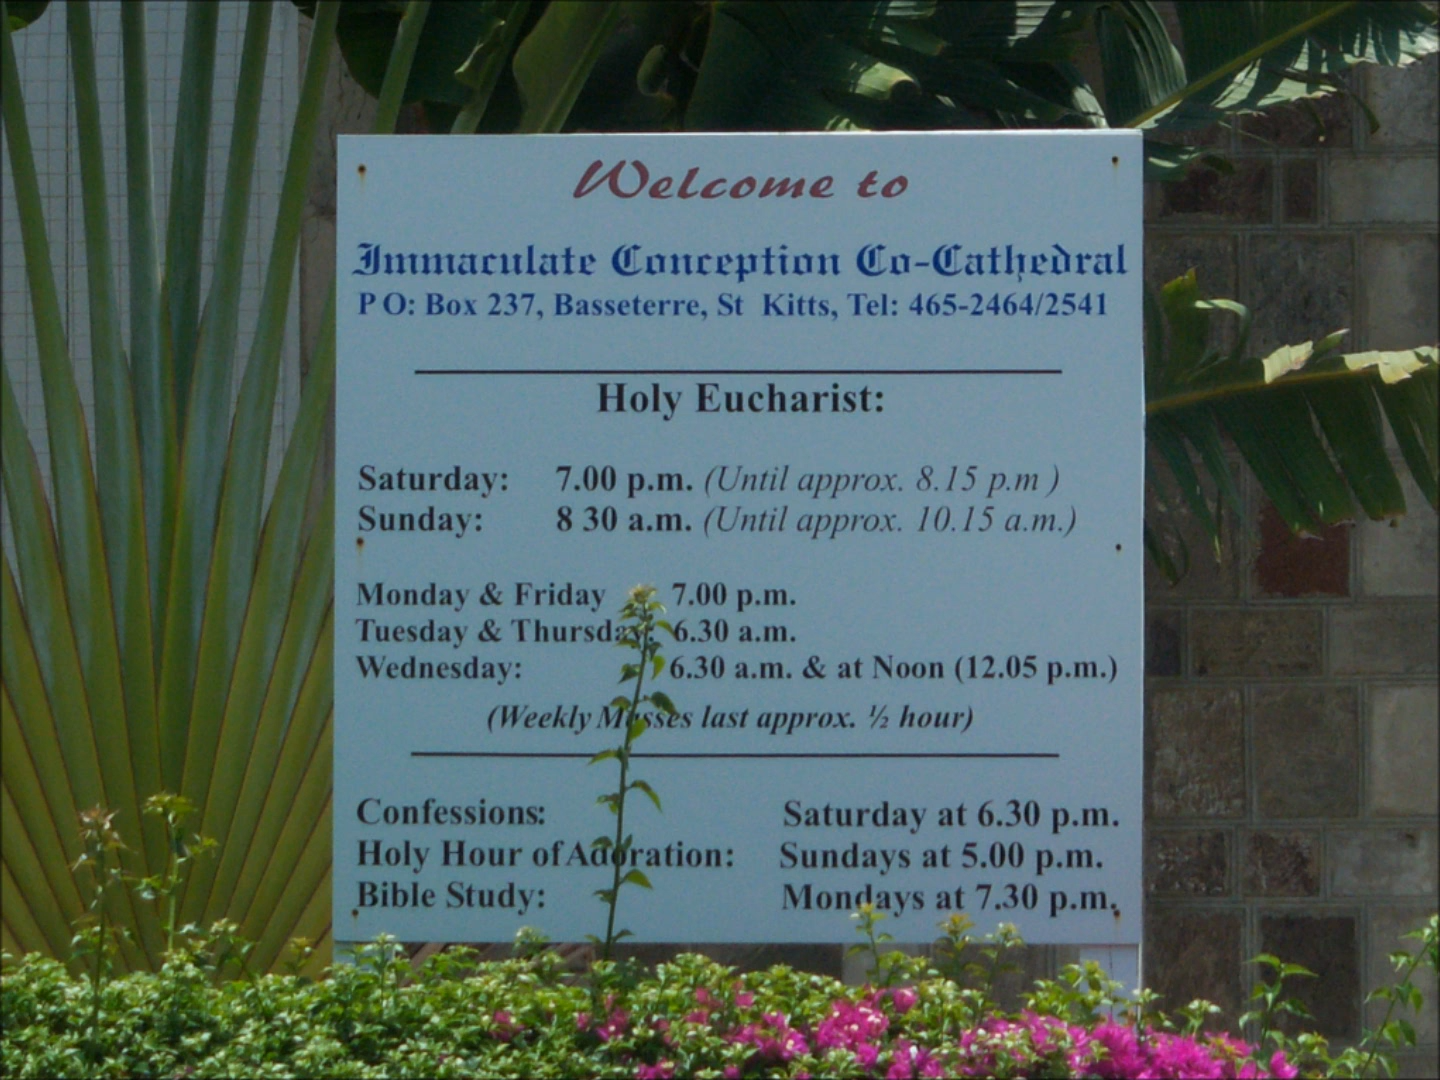 Welcome to
Immaculate Conception Co-Cathedral
P O: Box 237, Basseterre, St Kitts, Tel: 465-2464/2541
Holy Eucharist:
Saturday: 7.00 p.m. (Until approx. 8.15 p.m )
Sunday: 8 30 a.m. (Until approx. 10.15 a.m.)
Monday & Friday 7.00 p.m.
Tuesday & Thursday: 6.30 a.m.
Wednesday: 6.30 a.m. & at Noon (12.05 p.m.)
(Weekly Masses last approx. ½ hour)
Confessions: Saturday at 6.30 p.m.
Holy Hour of Adoration: Sundays at 5.00 p.m.
Bible Study: Mondays at 7.30 p.m.